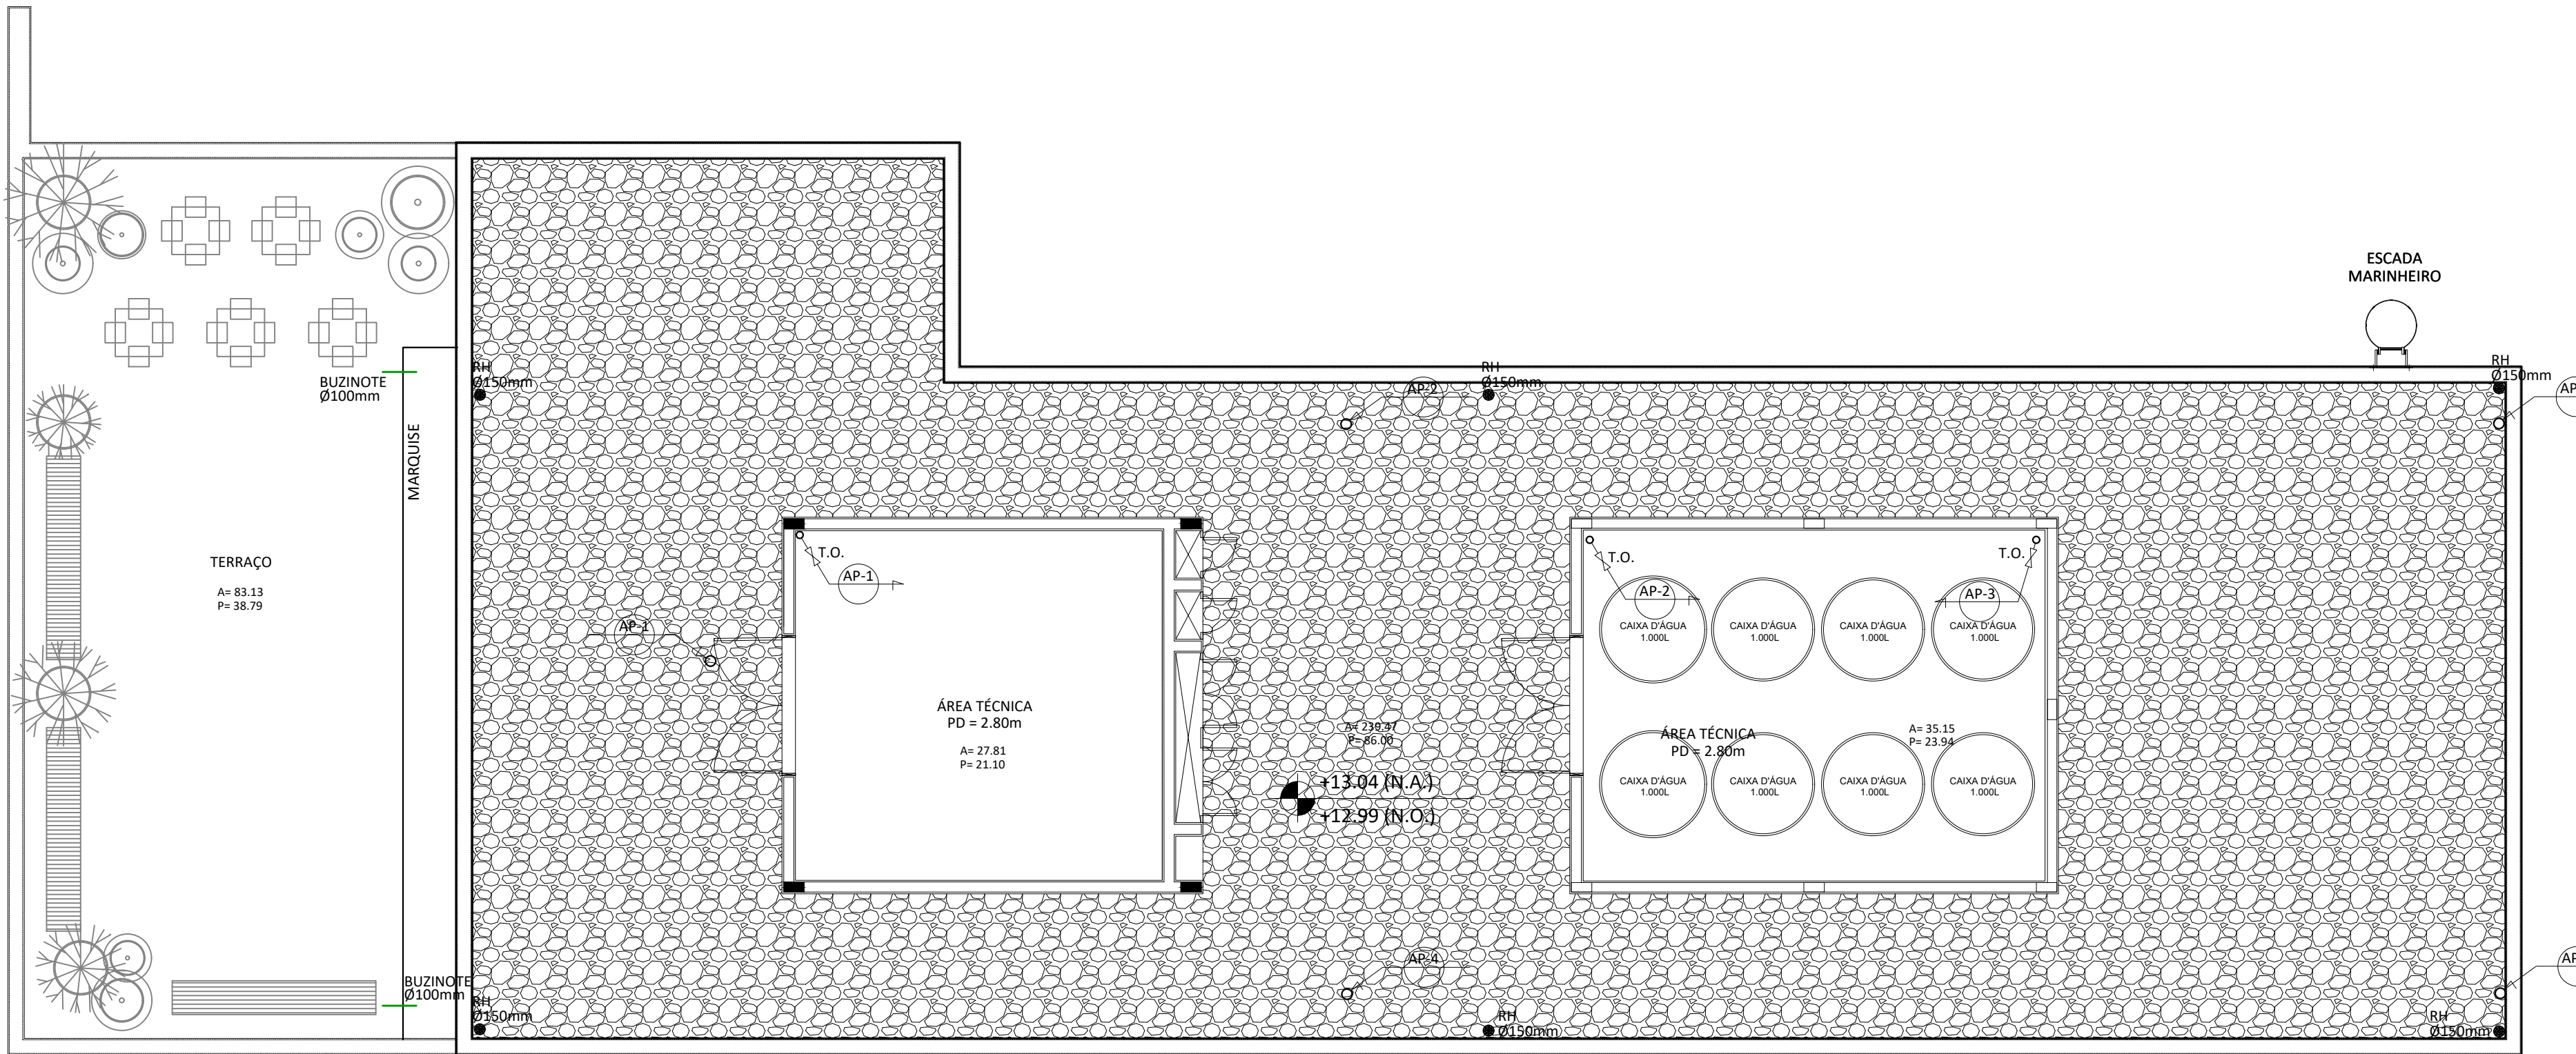 ESCADA
MARINHEIRO
RH
Ø150mm
RH
Ø150mm
RH
Ø150mm
BUZINOTE
Ø100mm
AP-2
AP
MARQUISE
TERRAÇO
A= 83.13
P= 38.79
T.O.
AP-1
AP-1
T.O.
AP-2
T.O.
AP-3
CAIXA D'ÁGUA
1.000L
CAIXA D'ÁGUA
1.000L
CAIXA D'ÁGUA
1.000L
CAIXA D'ÁGUA
1.000L
ÁREA TÉCNICA
PD = 2.80m
A= 27.81
P= 21.10
A= 239.47
P= 86.00
ÁREA TÉCNICA
PD = 2.80m
A= 35.15
P= 23.94
+13.04 (N.A.)
+12.99 (N.O.)
CAIXA D'ÁGUA
1.000L
CAIXA D'ÁGUA
1.000L
CAIXA D'ÁGUA
1.000L
CAIXA D'ÁGUA
1.000L
AP-4
AP
BUZINOTE
Ø100mm
RH
Ø150mm
RH
Ø150mm
RH
Ø150mm